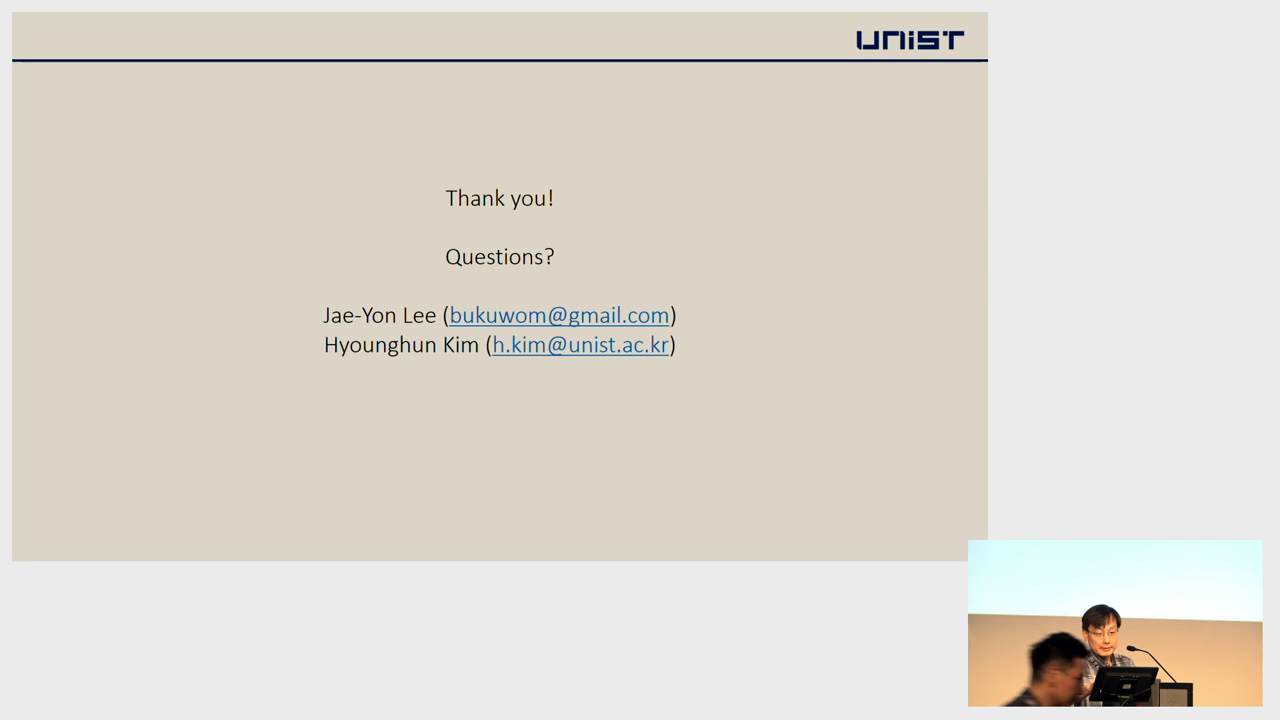 UNIST
Thank you!
Questions?
Jae-Yon Lee (bukuwom@gmail.com)
Hyounghun Kim (h.kim@unist.ac.kr)